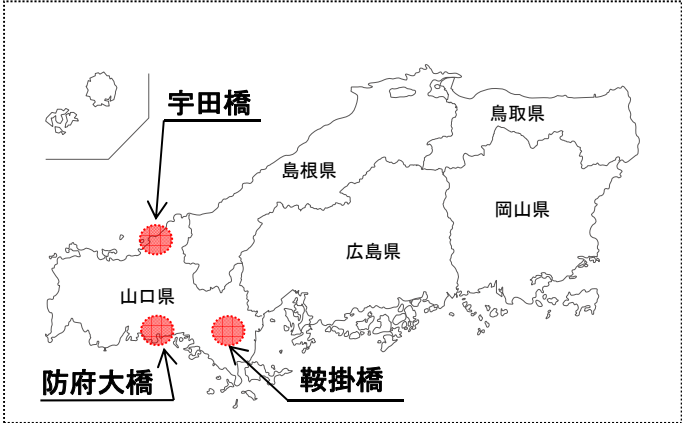 宇田橋
鳥取県
島根県
岡山県
広島県
山口県
防府大橋
鞍掛橋